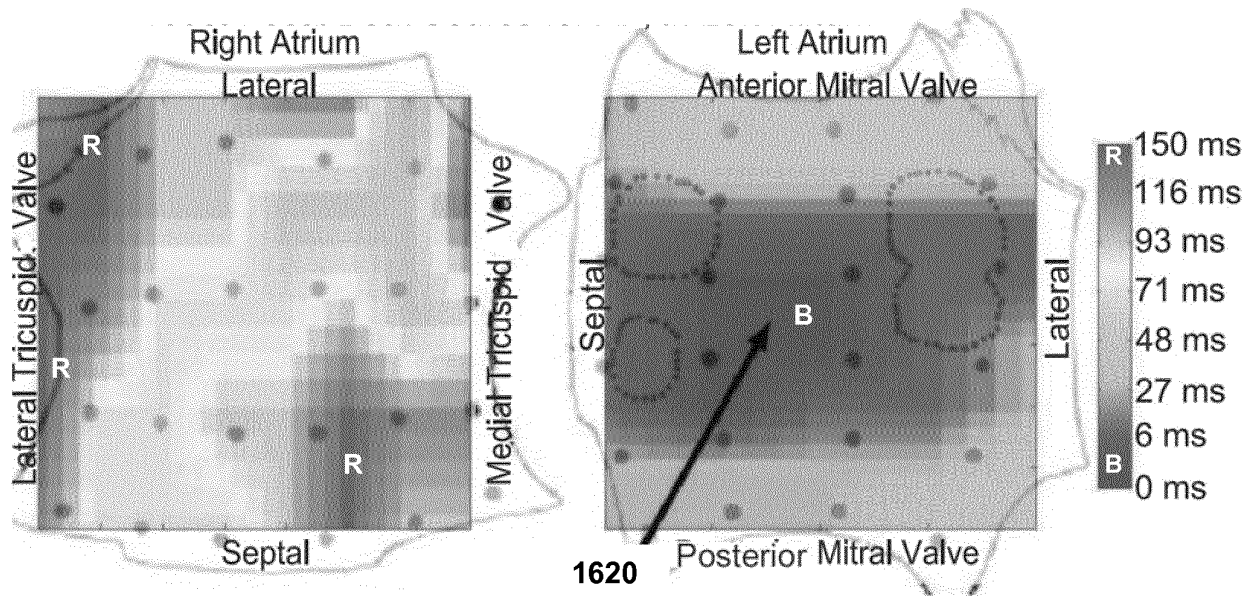 Right Atrium
Lateral
Lateral Tricuspid. Valve
Medial Tricuspid Valve
Septal
R
R
R
Left Atrium
Anterior Mitral Valve
Septal
Lateral
Posterior Mitral Valve
B
1620
R
150 ms
116 ms
93 ms
71 ms
48 ms
27 ms
6 ms
B
0 ms